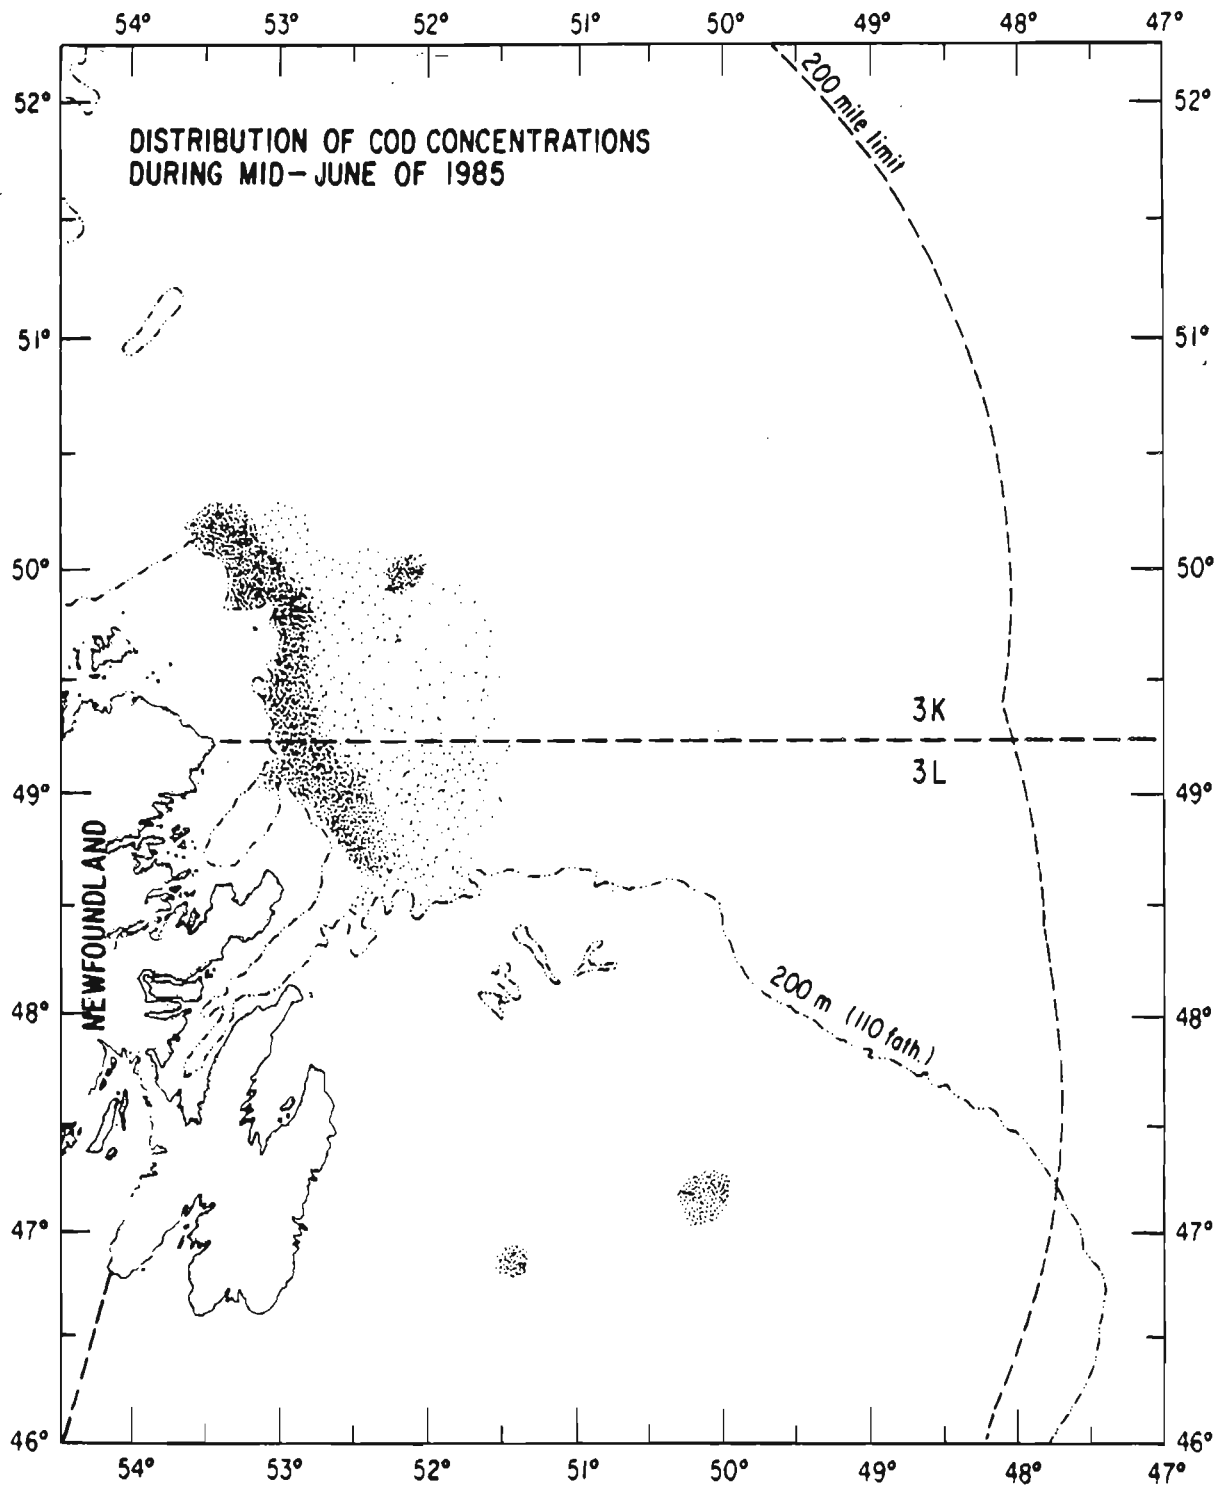 54° 53° 52° 51° 50° 49° 48° 47°
200 mile limit
52° 52°
DISTRIBUTION OF COD CONCENTRATIONS
DURING MID-JUNE OF 1985
51° 51°
50° 50°
3K
3L
49° 49°
NEWFOUNDLAND
48° 48°
200 m (110 fath.)
47° 47°
46° 46°
54° 53° 52° 51° 50° 49° 48° 47°